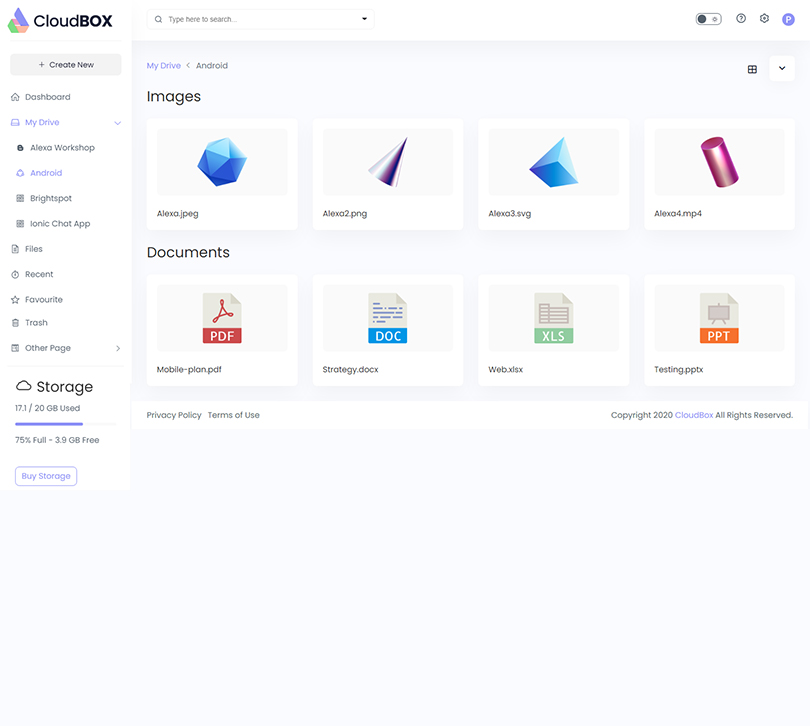 CloudBOX
Type here to search...
P
+ Create New
Dashboard
My Drive
Alexa Workshop
Android
Brightspot
Ionic Chat App
Files
Recent
Favourite
Trash
Other Page
Storage
17.1 / 20 GB Used
75% Full - 3.9 GB Free
Buy Storage
My Drive < Android
Images
Alexa.jpeg
Alexa2.png
Alexa3.svg
Alexa4.mp4
Documents
PDF
DOC
XLS
PPT
Mobile-plan.pdf
Strategy.docx
Web.xlsx
Testing.pptx
Privacy Policy Terms of Use
Copyright 2020 CloudBox All Rights Reserved.